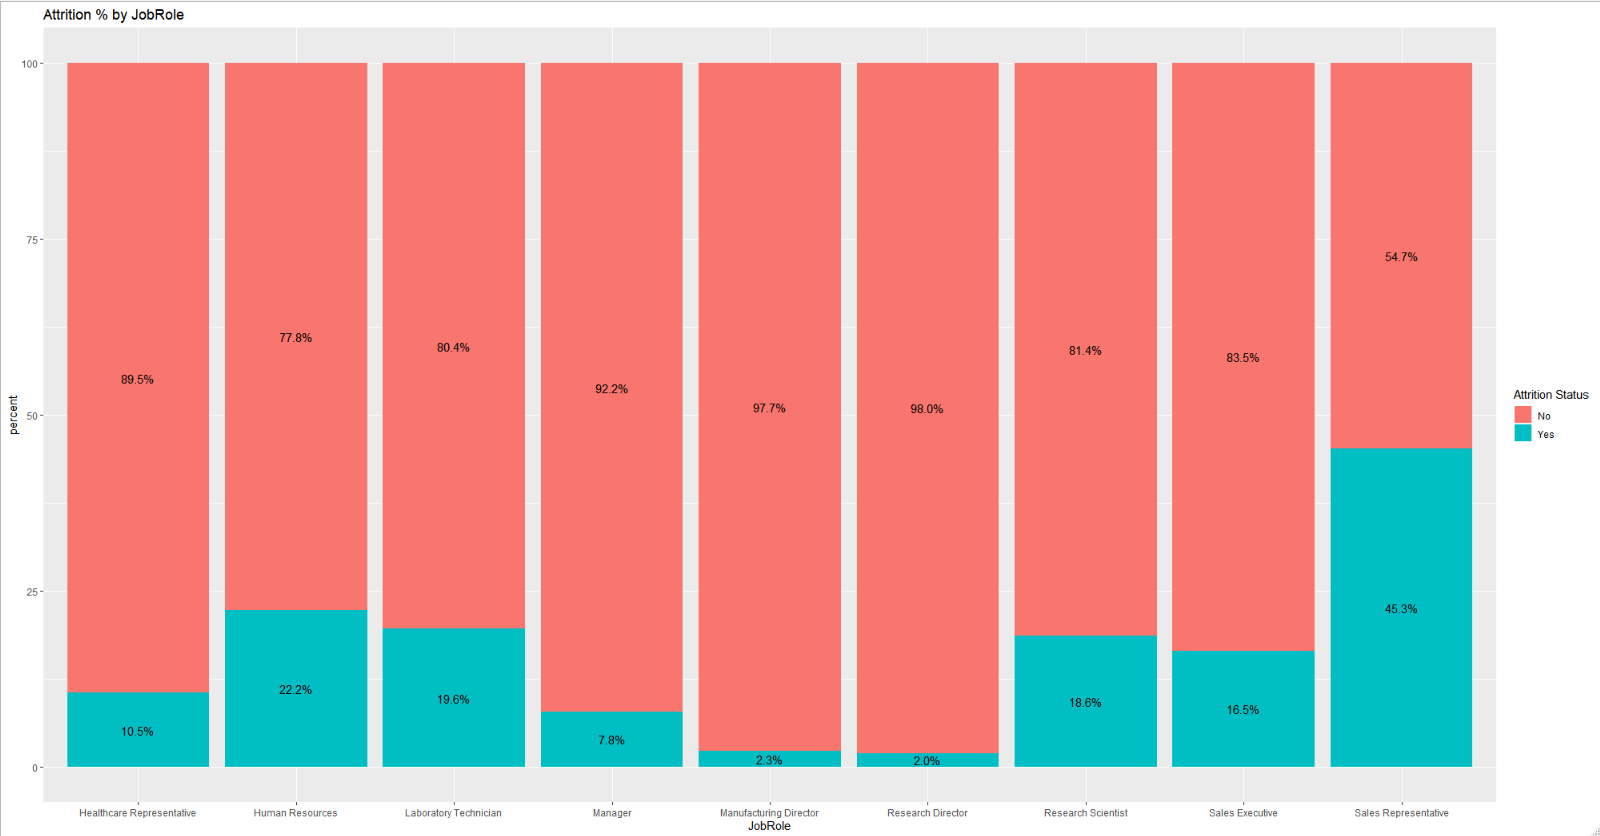 Attrition % by JobRole
100
75
50
25
0
percent
89.5%
10.5%
77.8%
22.2%
80.4%
19.6%
92.2%
7.8%
97.7%
2.3%
98.0%
2.0%
81.4%
18.6%
83.5%
16.5%
54.7%
45.3%
Healthcare Representative
Human Resources
Laboratory Technician
Manager
Manufacturing Director
Research Director
Research Scientist
Sales Executive
Sales Representative
JobRole
Attrition Status
No
Yes